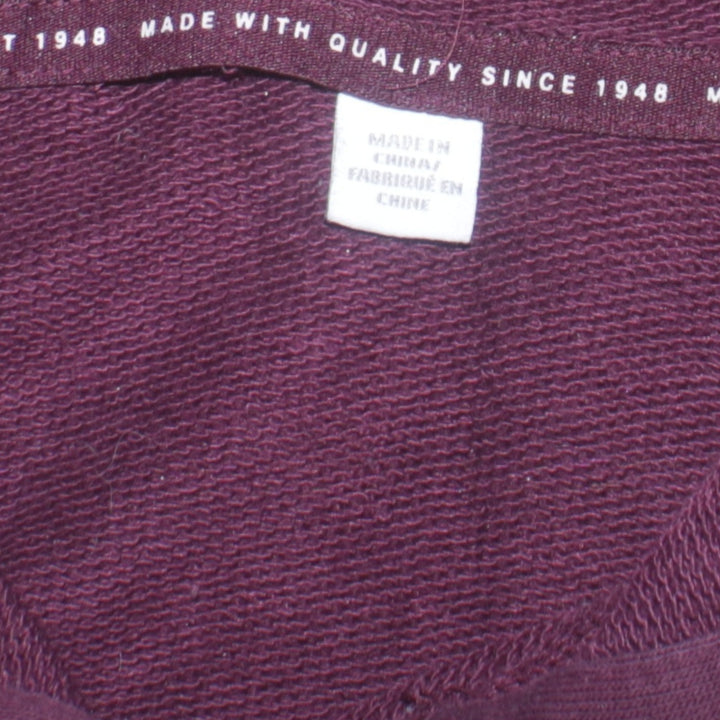 T 1948 MADE WITH QUALITY SINCE 1948 M
MADE IN
CHINA/
FABRIQUÉ EN
CHINE